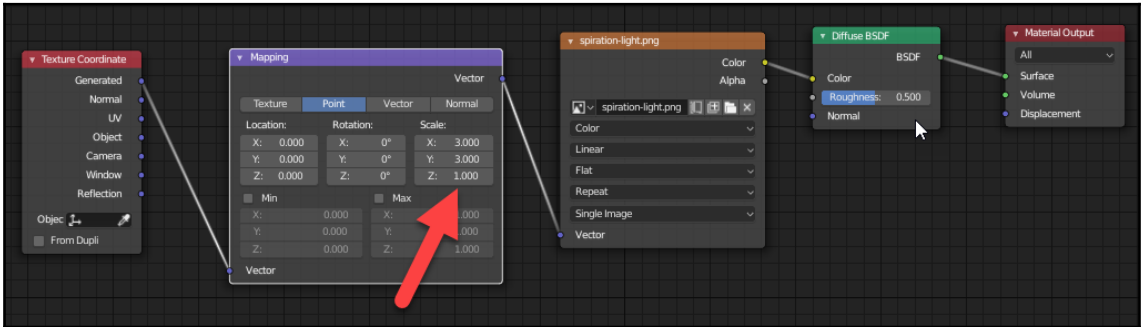 Texture Coordinate
Generated
Normal
UV
Object
Camera
Window
Reflection
Objec
From Dupli
Mapping
Vector
Texture Point Vector Normal
Location: Rotation: Scale:
X: 0.000 X: 0° X: 3.000
Y: 0.000 Y: 0° Y: 3.000
Z: 0.000 Z: 0° Z: 1.000
Min Max
X: 0.000 X: .000
Y: 0.000 Y: .000
Z: 0.000 Z: 1.000
Vector
spiration-light.png
Color
Alpha
spiration-light.png
Color
Linear
Flat
Repeat
Single Image
Vector
Diffuse BSDF
BSDF
Color
Roughness: 0.500
Normal
Material Output
All
Surface
Volume
Displacement